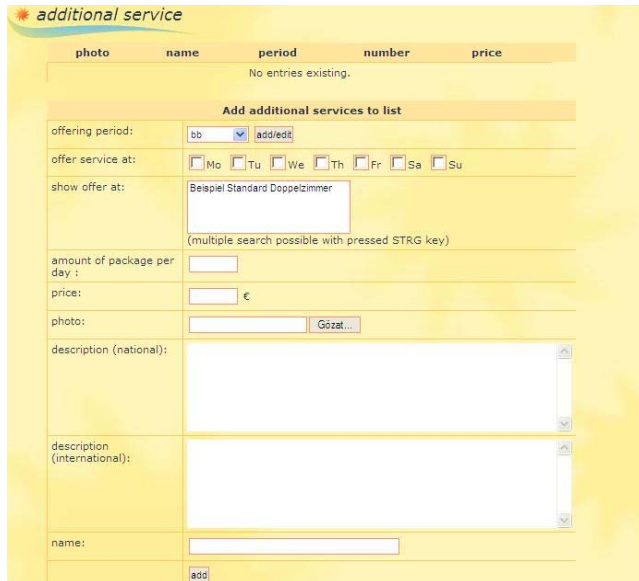 additional service
photo name period number price
No entries existing.
Add additional services to list
offering period: bb add/edit
offer service at: Mo Tu We Th Fr Sa Su
show offer at: Beispiel Standard Doppelzimmer
(multiple search possible with pressed STRG key)
amount of package per
day :
price: €
photo: Gözat...
description (national):
description
(international):
name:
add